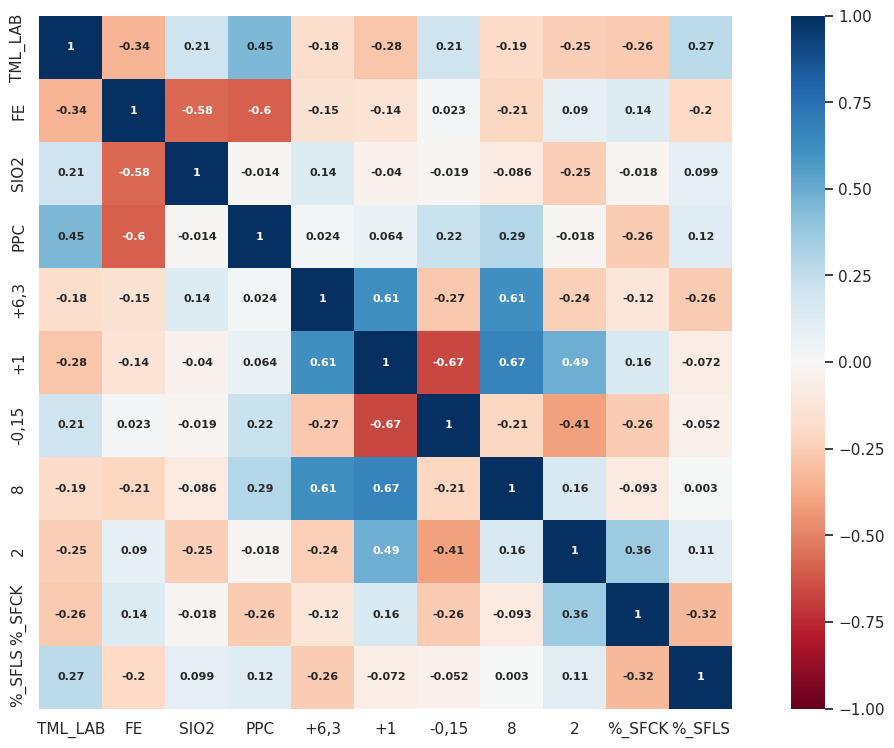 TML_LAB 1 -0.34 0.21 0.45 -0.18 -0.28 0.21 -0.19 -0.25 -0.26 0.27
FE -0.34 1 -0.58 -0.6 -0.15 -0.14 0.023 -0.21 0.09 0.14 -0.2
SIO2 0.21 -0.58 1 -0.014 0.14 -0.04 -0.019 -0.086 -0.25 -0.018 0.099
PPC 0.45 -0.6 -0.014 1 0.024 0.064 0.22 0.29 -0.018 -0.26 0.12
+6,3 -0.18 -0.15 0.14 0.024 1 0.61 -0.27 0.61 -0.24 -0.12 -0.26
+1 -0.28 -0.14 -0.04 0.064 0.61 1 -0.67 0.67 0.49 0.16 -0.072
-0,15 0.21 0.023 -0.019 0.22 -0.27 -0.67 1 -0.21 -0.41 -0.26 -0.052
8 -0.19 -0.21 -0.086 0.29 0.61 0.67 -0.21 1 0.16 -0.093 0.003
2 -0.25 0.09 -0.25 -0.018 -0.24 0.49 -0.41 0.16 1 0.36 0.11
%_SFCK -0.26 0.14 -0.018 -0.26 -0.12 0.16 -0.26 -0.093 0.36 1 -0.32
%_SFLS 0.27 -0.2 0.099 0.12 -0.26 -0.072 -0.052 0.003 0.11 -0.32 1
TML_LAB FE SIO2 PPC +6,3 +1 -0,15 8 2 %_SFCK %_SFLS
1.00
0.75
0.50
0.25
0.00
−0.25
−0.50
−0.75
−1.00